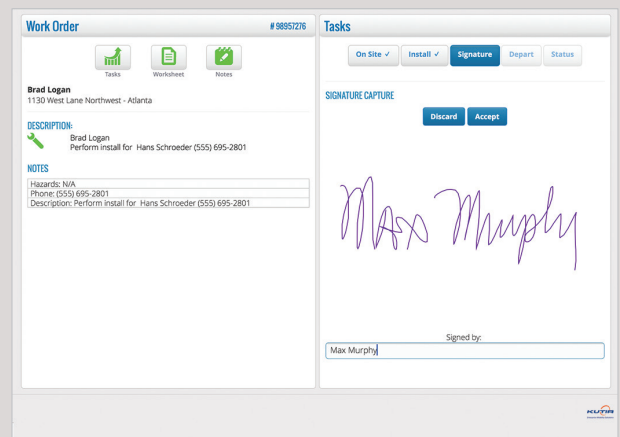 Work Order
# 98957276
Tasks
Worksheet
Notes
Brad Logan
1130 West Lane Northwest - Atlanta
DESCRIPTION:
Brad Logan
Perform install for Hans Schroeder (555) 695-2801
NOTES
Hazards: N/A
Phone: (555) 695-2801
Description: Perform install for Hans Schroeder (555) 695-2801
Tasks
On Site ✓
Install ✓
Signature
Depart
Status
SIGNATURE CAPTURE
Discard
Accept
Max Murphy
Signed by:
Max Murphy
KUTIR